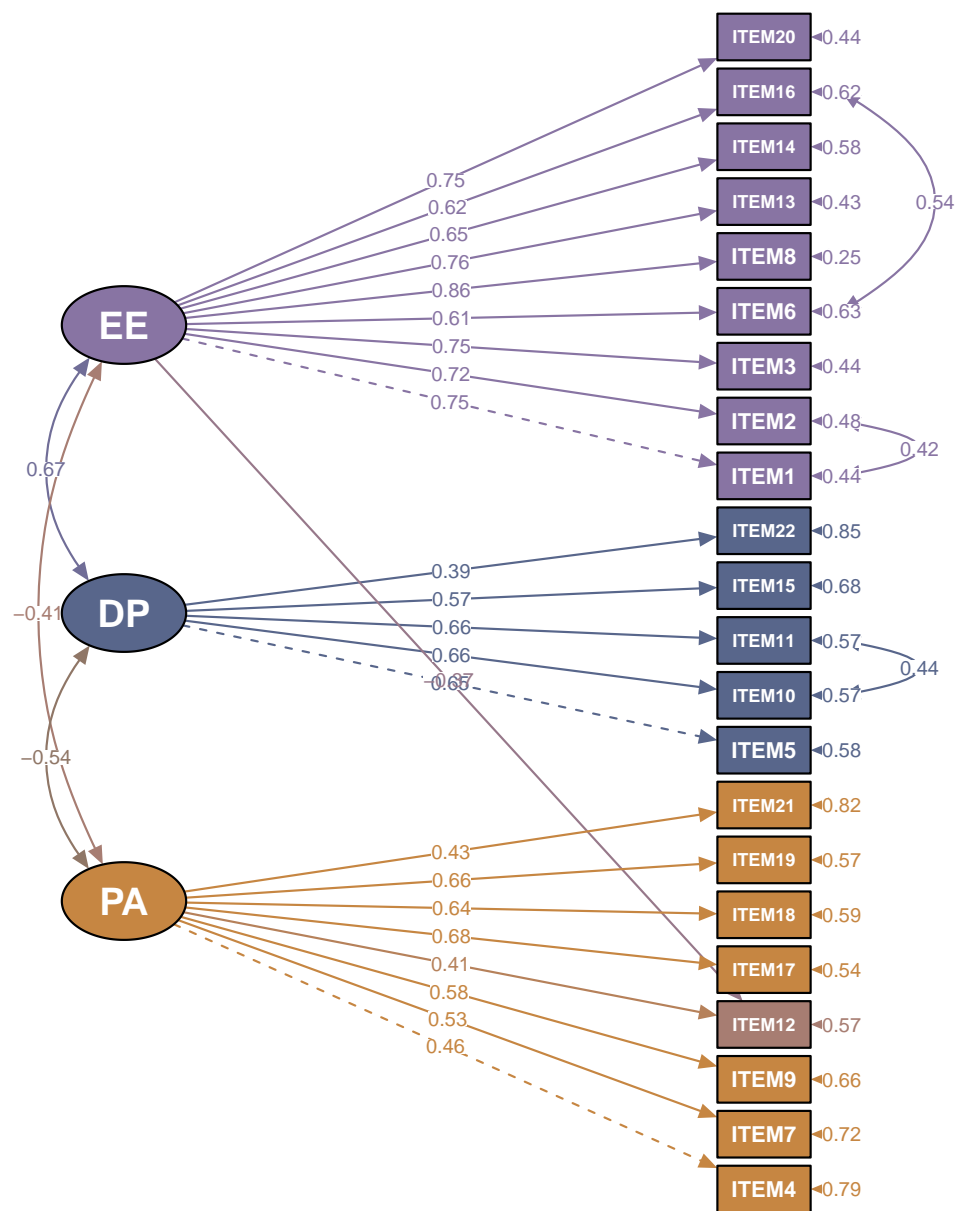 ITEM20 0.44
ITEM16 0.62
ITEM14 0.58
0.75
ITEM13 0.43 0.54
0.62
0.65
ITEM8 0.25
0.76
0.86
EE 0.61 ITEM6 0.63
0.75 ITEM3 0.44
0.72
0.75 ITEM2 0.48
0.42
0.67 ITEM1 0.44
ITEM22 0.85
0.39 ITEM15 0.68
0.57
−0.41 DP 0.66 ITEM11 0.57
0.66 0.44
0.65 ITEM10 0.57
−0.54 ITEM5 0.58
ITEM21 0.82
0.43 ITEM19 0.57
0.66
PA 0.64 ITEM18 0.59
0.68
0.41 ITEM17 0.54
0.58
0.53 ITEM12 0.57
0.46
ITEM9 0.66
ITEM7 0.72
ITEM4 0.79